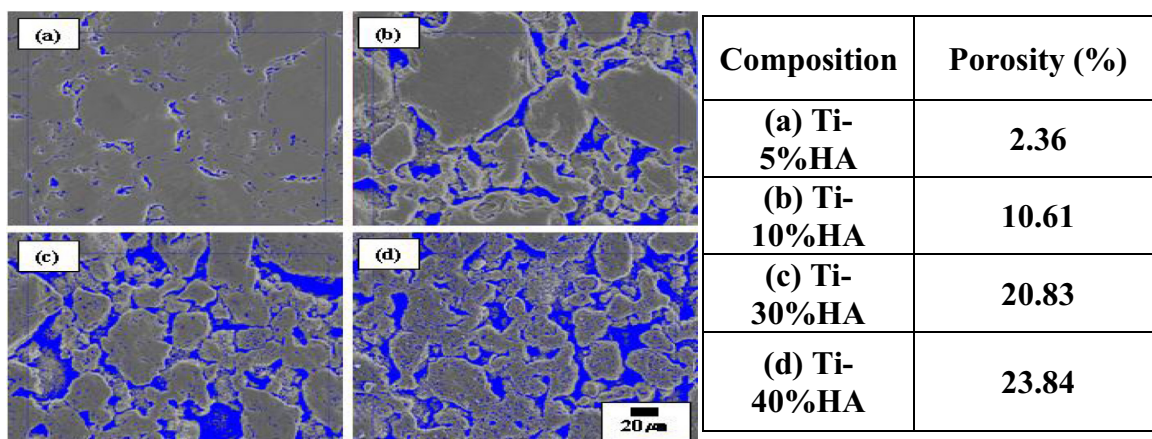 (a)
(b)
(c)
(d)
20 μm
Composition Porosity (%)
(a) Ti-
5%HA
2.36
(b) Ti-
10%HA
10.61
(c) Ti-
30%HA
20.83
(d) Ti-
40%HA
23.84